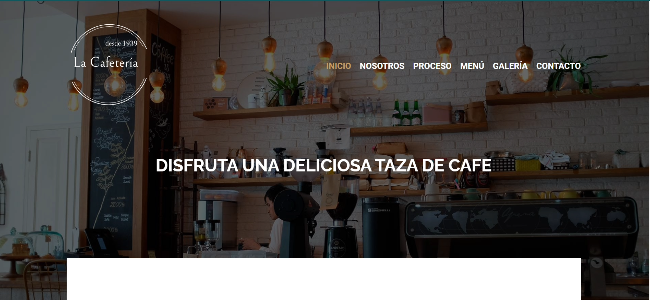 desde 1939
La Cafetería
INICIO NOSOTROS PROCESO MENÚ GALERÍA CONTACTO
DISFRUTA UNA DELICIOSA TAZA DE CAFE